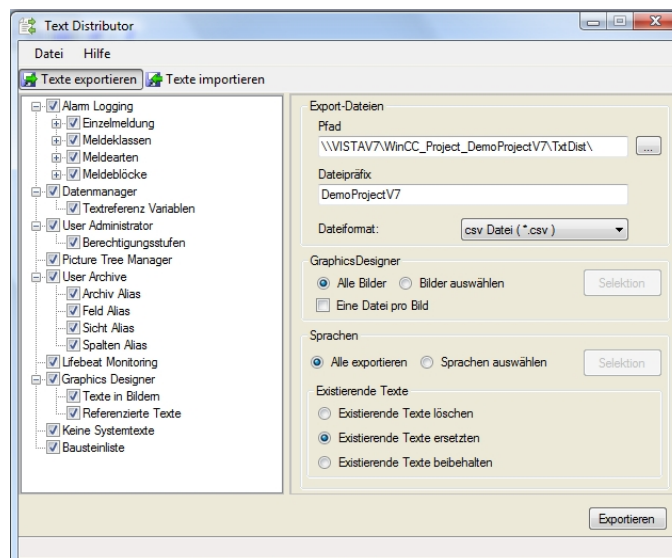 Text Distributor
Datei Hilfe
Texte exportieren Texte importieren
Alarm Logging
Einzelmeldung
Meldeklassen
Meldearten
Meldeblöcke
Datenmanager
Textreferenz Variablen
User Administrator
Berechtigungsstufen
Picture Tree Manager
User Archive
Archiv Alias
Feld Alias
Sicht Alias
Spalten Alias
Lifebeat Monitoring
Graphics Designer
Texte in Bildern
Referenzierte Texte
Keine Systemtexte
Bausteinliste
Export-Dateien
Pfad
\\VISTAV7\WinCC_Project_DemoProjectV7\TxtDist\
...
Dateipräfix
DemoProjectV7
Dateiformat: csv Datei ( *.csv )
GraphicsDesigner
Alle Bilder Bilder auswählen Selektion
Eine Datei pro Bild
Sprachen
Alle exportieren Sprachen auswählen Selektion
Existierende Texte
Existierende Texte löschen
Existierende Texte ersetzten
Existierende Texte beibehalten
Exportieren